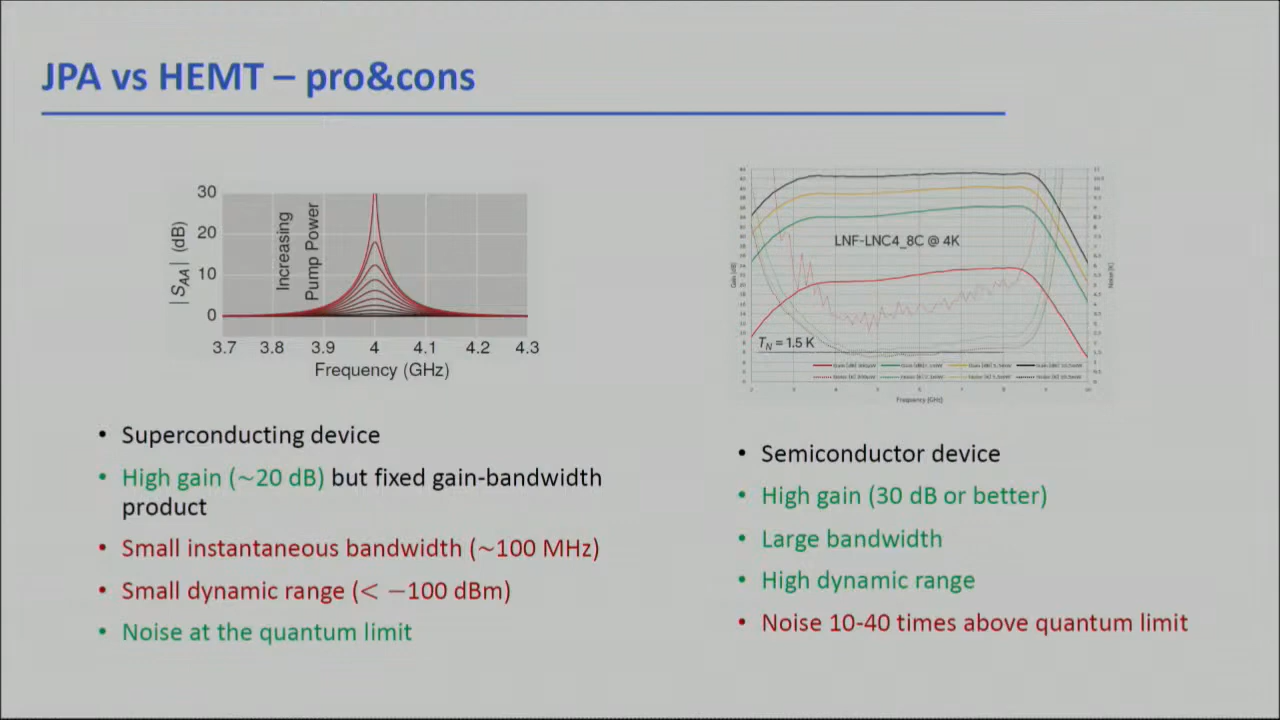 JPA vs HEMT – pro&cons
30
20
10
0
|S_AA| (dB)
Increasing
Pump Power
3.7 3.8 3.9 4 4.1 4.2 4.3
Frequency (GHz)
LNF-LNC4_8C @ 4K
T_N = 1.5 K
Gain [dB]
Noise [K]
Frequency [GHz]
• Superconducting device
• High gain (~20 dB) but fixed gain-bandwidth
product
• Small instantaneous bandwidth (~100 MHz)
• Small dynamic range (< −100 dBm)
• Noise at the quantum limit
• Semiconductor device
• High gain (30 dB or better)
• Large bandwidth
• High dynamic range
• Noise 10-40 times above quantum limit